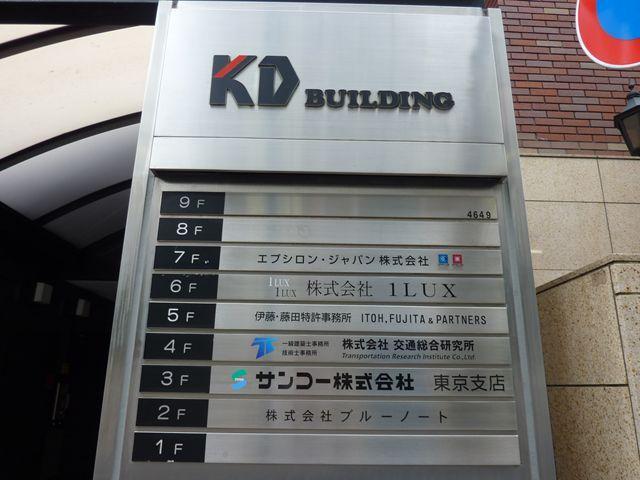 KD BUILDING
9F 4649
8F
7F エプシロン・ジャパン株式会社
6F 1LUX 1LUX 株式会社 1LUX
5F 伊藤・藤田特許事務所 ITOH, FUJITA & PARTNERS
4F 一級建築士事務所 技術士事務所 株式会社 交通総合研究所
Transportation Research Institute Co., Ltd.
3F サンコー株式会社 東京支店
2F 株式会社ブルーノート
1F